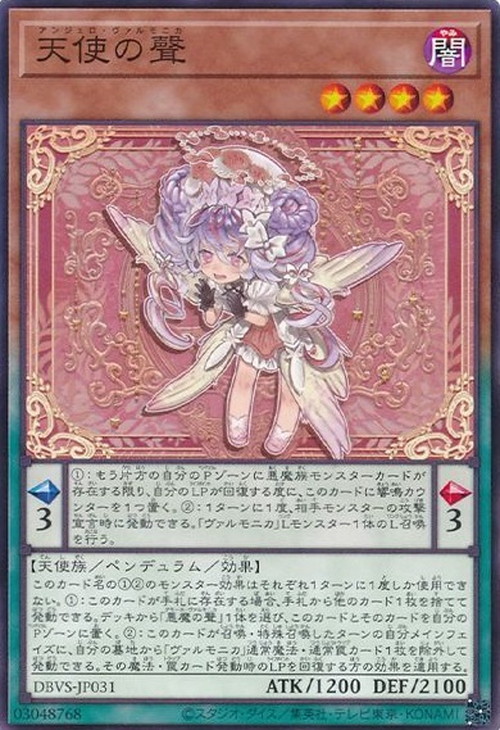 アンジェロ・ヴァルモニカ
天使の聲
やみ
闇
①：もう片方の自分のPゾーンに悪魔族モンスターカードが
存在する限り、自分のLPが回復する度に、このカードに響鳴カウ
ンターを1つ置く。②：1ターンに1度、相手モンスターの攻撃
宣言時に発動できる。「ヴァルモニカ」Lモンスター1体のL召喚
を行う。
3
3
【天使族／ペンデュラム／効果】
このカード名の①②のモンスター効果はそれぞれ1ターンに1度しか使用でき
ない。①：このカードが手札に存在する場合、手札から他のカード1枚を捨てて
発動できる。デッキから「悪魔の聲」1体を選び、このカードとそのカードを自分の
Pゾーンに置く。②：このカードが召喚・特殊召喚したターンの自分メインフェ
イズに、自分の墓地から「ヴァルモニカ」通常魔法・通常罠カード1枚を除外して
発動できる。その魔法・罠カード発動時のLPを回復する方の効果を適用する。
DBVS-JP031
ATK/1200 DEF/2100
03048768
©スタジオ・ダイス／集英社・テレビ東京・KONAMI